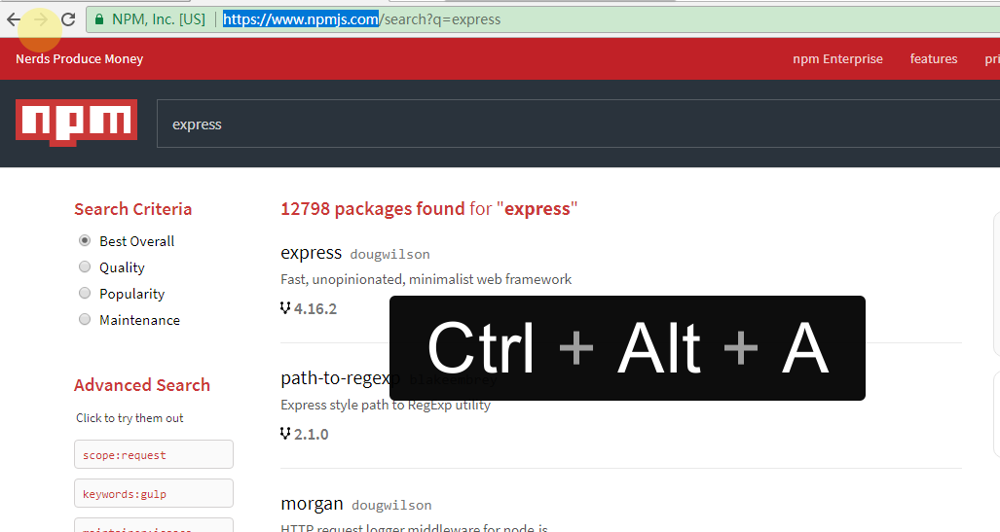 NPM, Inc. [US] | https://www.npmjs.com/search?q=express
Nerds Produce Money
npm Enterprise features
npm
express
Search Criteria
12798 packages found for "express"
Best Overall
Quality
Popularity
Maintenance
express dougwilson
Fast, unopinionated, minimalist web framework
4.16.2
Ctrl + Alt + A
path-to-regexp
Express style path to RegExp utility
2.1.0
Advanced Search
Click to try them out
scope:request
keywords:gulp
morgan dougwilson
HTTP request logger middleware for node.js